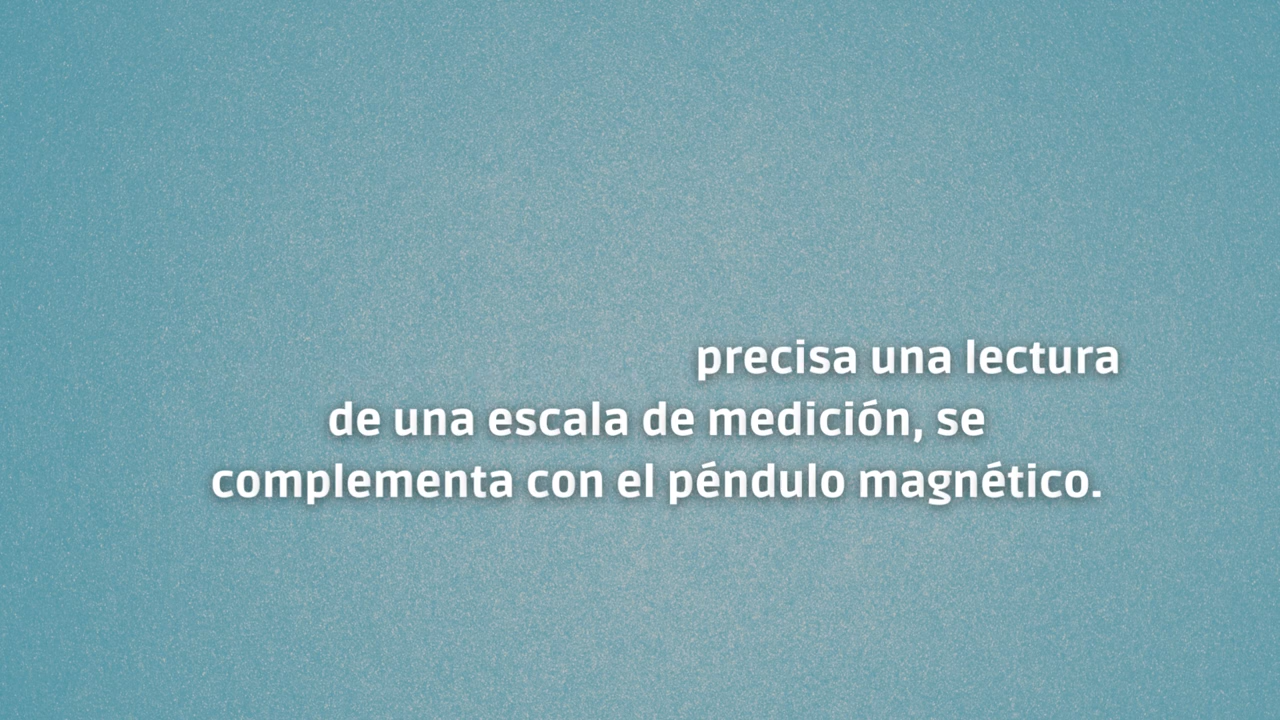 precisa una lectura
de una escala de medición, se
complementa con el péndulo magnético.